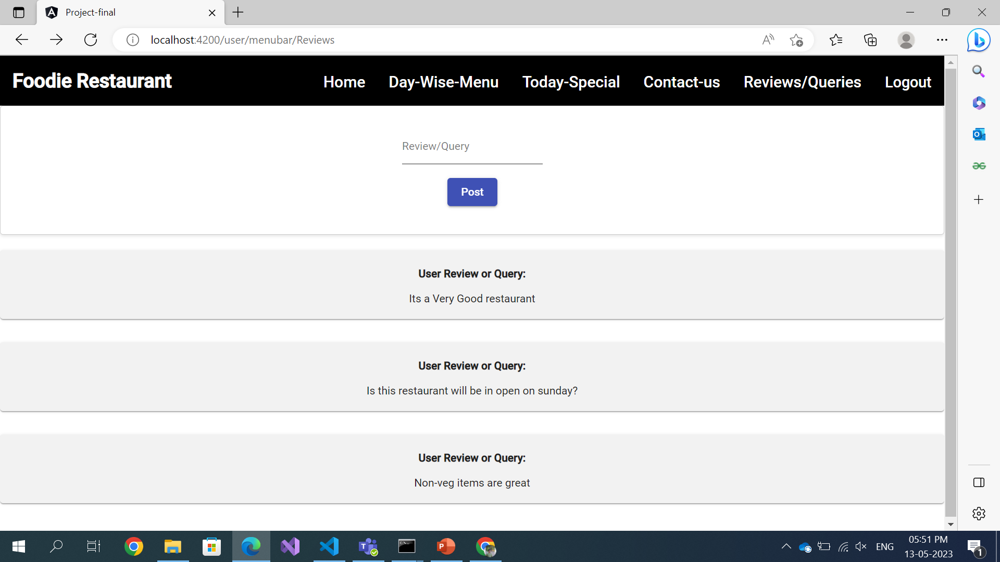 Project-final
localhost:4200/user/menubar/Reviews
Foodie Restaurant Home Day-Wise-Menu Today-Special Contact-us Reviews/Queries Logout
Review/Query
Post
User Review or Query:
Its a Very Good restaurant
User Review or Query:
Is this restaurant will be in open on sunday?
User Review or Query:
Non-veg items are great
ENG
05:51 PM
13-05-2023
1